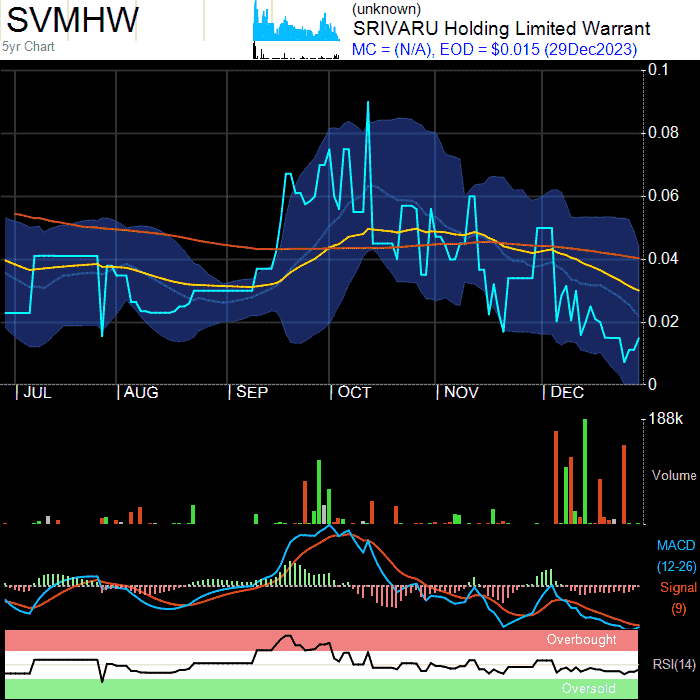 SVMHW
5yr Chart
(unknown)
SRIVARU Holding Limited Warrant
MC = (N/A), EOD = $0.015 (29Dec2023)
0.1
0.08
0.06
0.04
0.02
0
JUL AUG SEP OCT NOV DEC
188k
Volume
MACD
(12-26)
Signal
(9)
Overbought
RSI(14)
Oversold